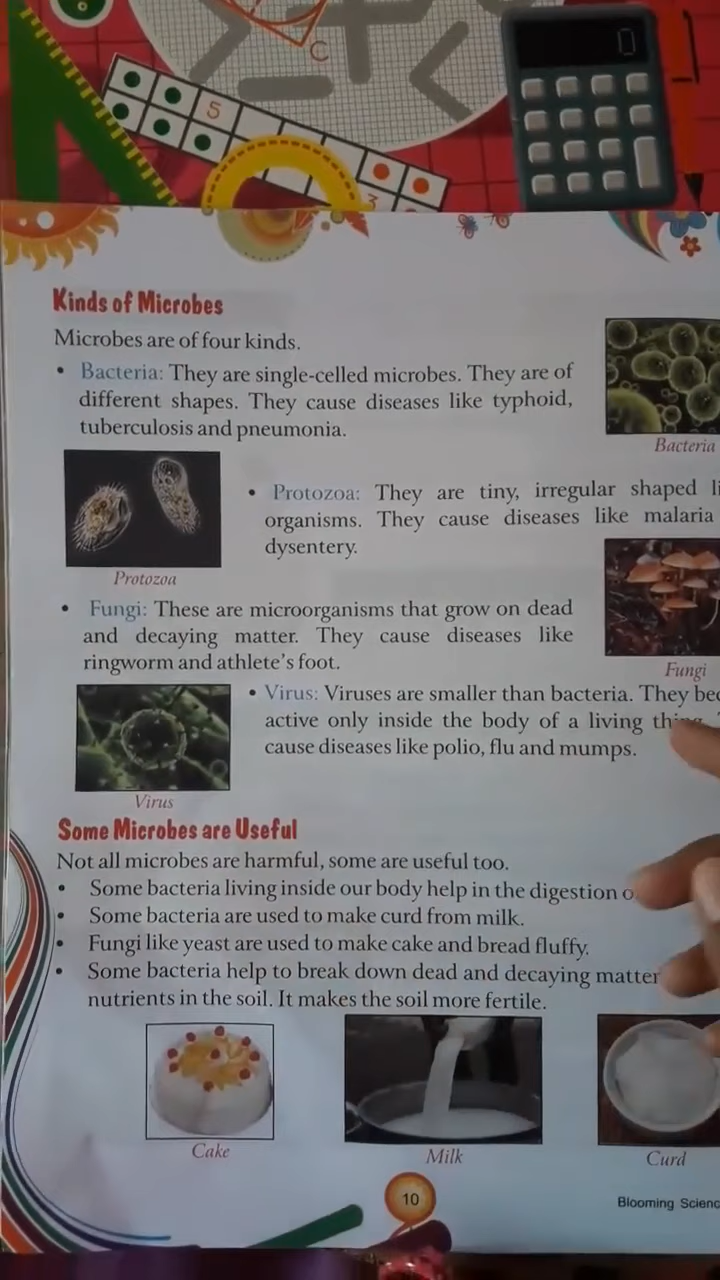 C
5
0
3
Kinds of Microbes
Microbes are of four kinds.
• Bacteria: They are single-celled microbes. They are of
different shapes. They cause diseases like typhoid,
tuberculosis and pneumonia.
Bacteria
• Protozoa: They are tiny, irregular shaped
organisms. They cause diseases like malaria
dysentery.
Protozoa
• Fungi: These are microorganisms that grow on dead
and decaying matter. They cause diseases like
ringworm and athlete's foot.
Fungi
• Virus: Viruses are smaller than bacteria. They
active only inside the body of a living thing.
cause diseases like polio, flu and mumps.
Virus
Some Microbes are Useful
Not all microbes are harmful, some are useful too.
• Some bacteria living inside our body help in the digestion
• Some bacteria are used to make curd from milk.
• Fungi like yeast are used to make cake and bread fluffy.
• Some bacteria help to break down dead and decaying matter
nutrients in the soil. It makes the soil more fertile.
Cake
Milk
Curd
10
Blooming